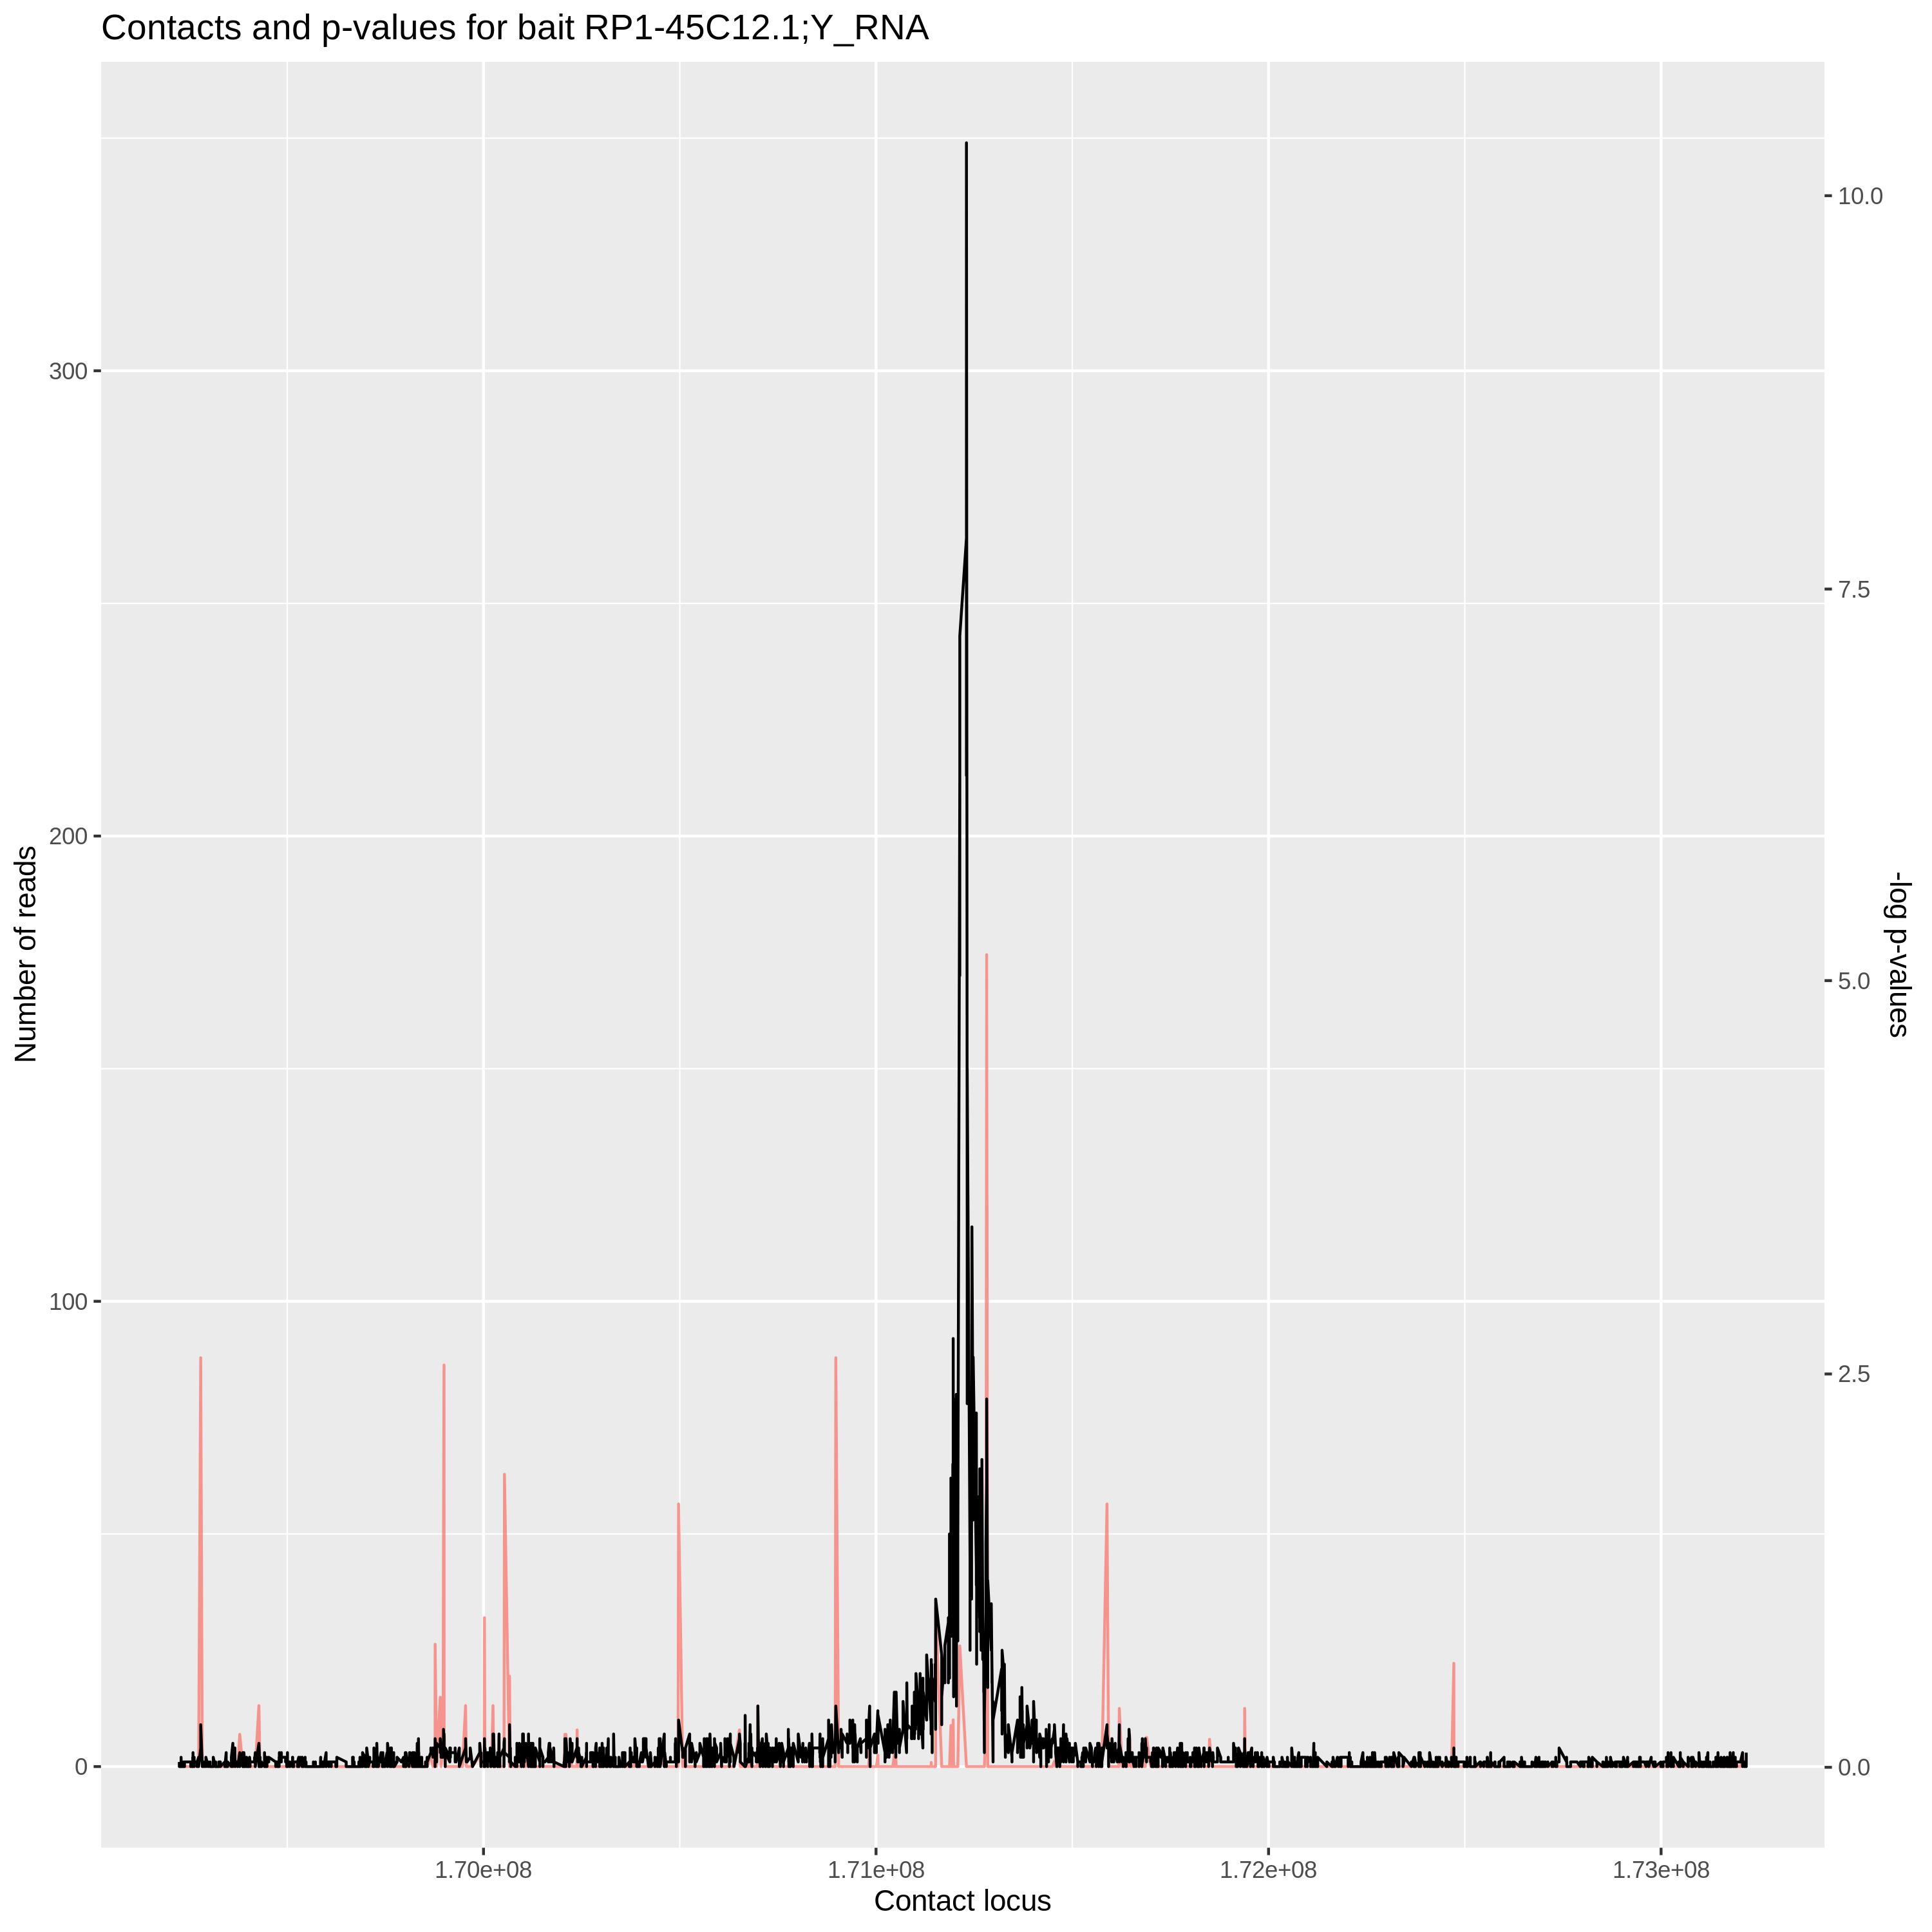 Contacts and p-values for bait RP1-45C12.1;Y_RNA
Number of reads
300
200
100
0
10.0
7.5
5.0
2.5
0.0
-log p-values
1.70e+08
1.71e+08
1.72e+08
1.73e+08
Contact locus